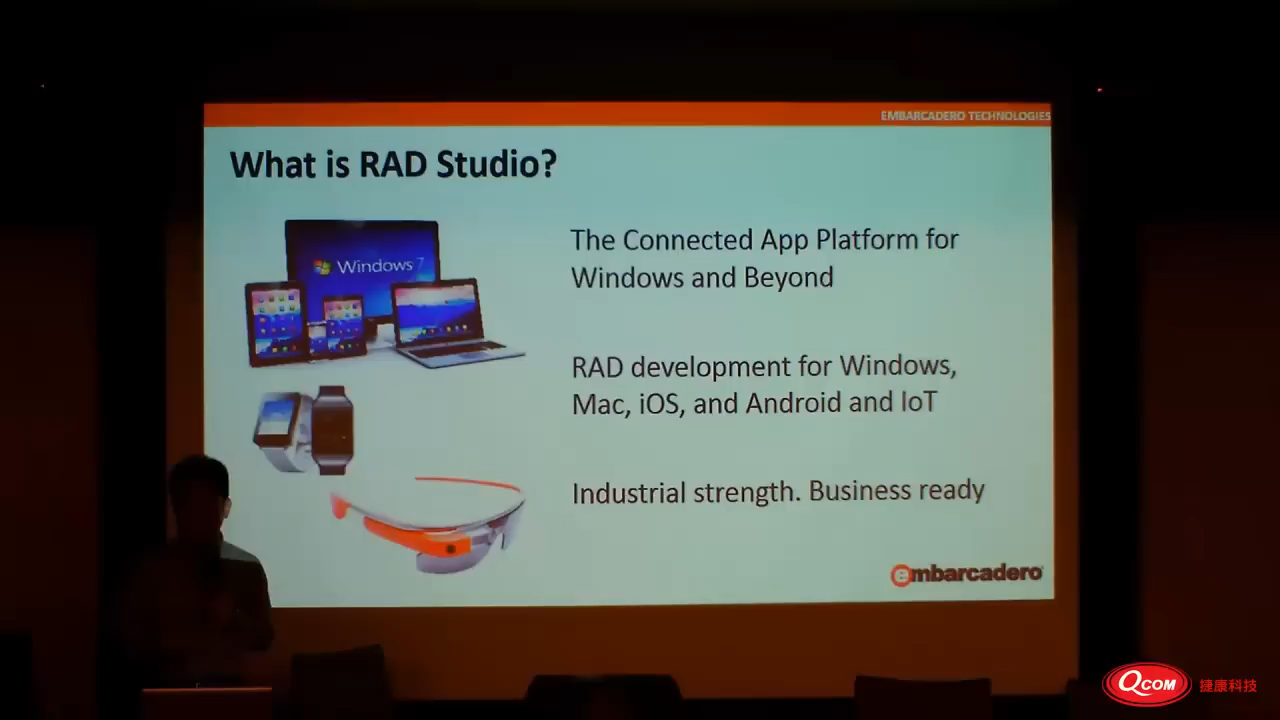 EMBARCADERO TECHNOLOGIES
What is RAD Studio?
Windows 7
The Connected App Platform for
Windows and Beyond
RAD development for Windows,
Mac, iOS, and Android and IoT
Industrial strength. Business ready
embarcadero
QCOM 捷康科技